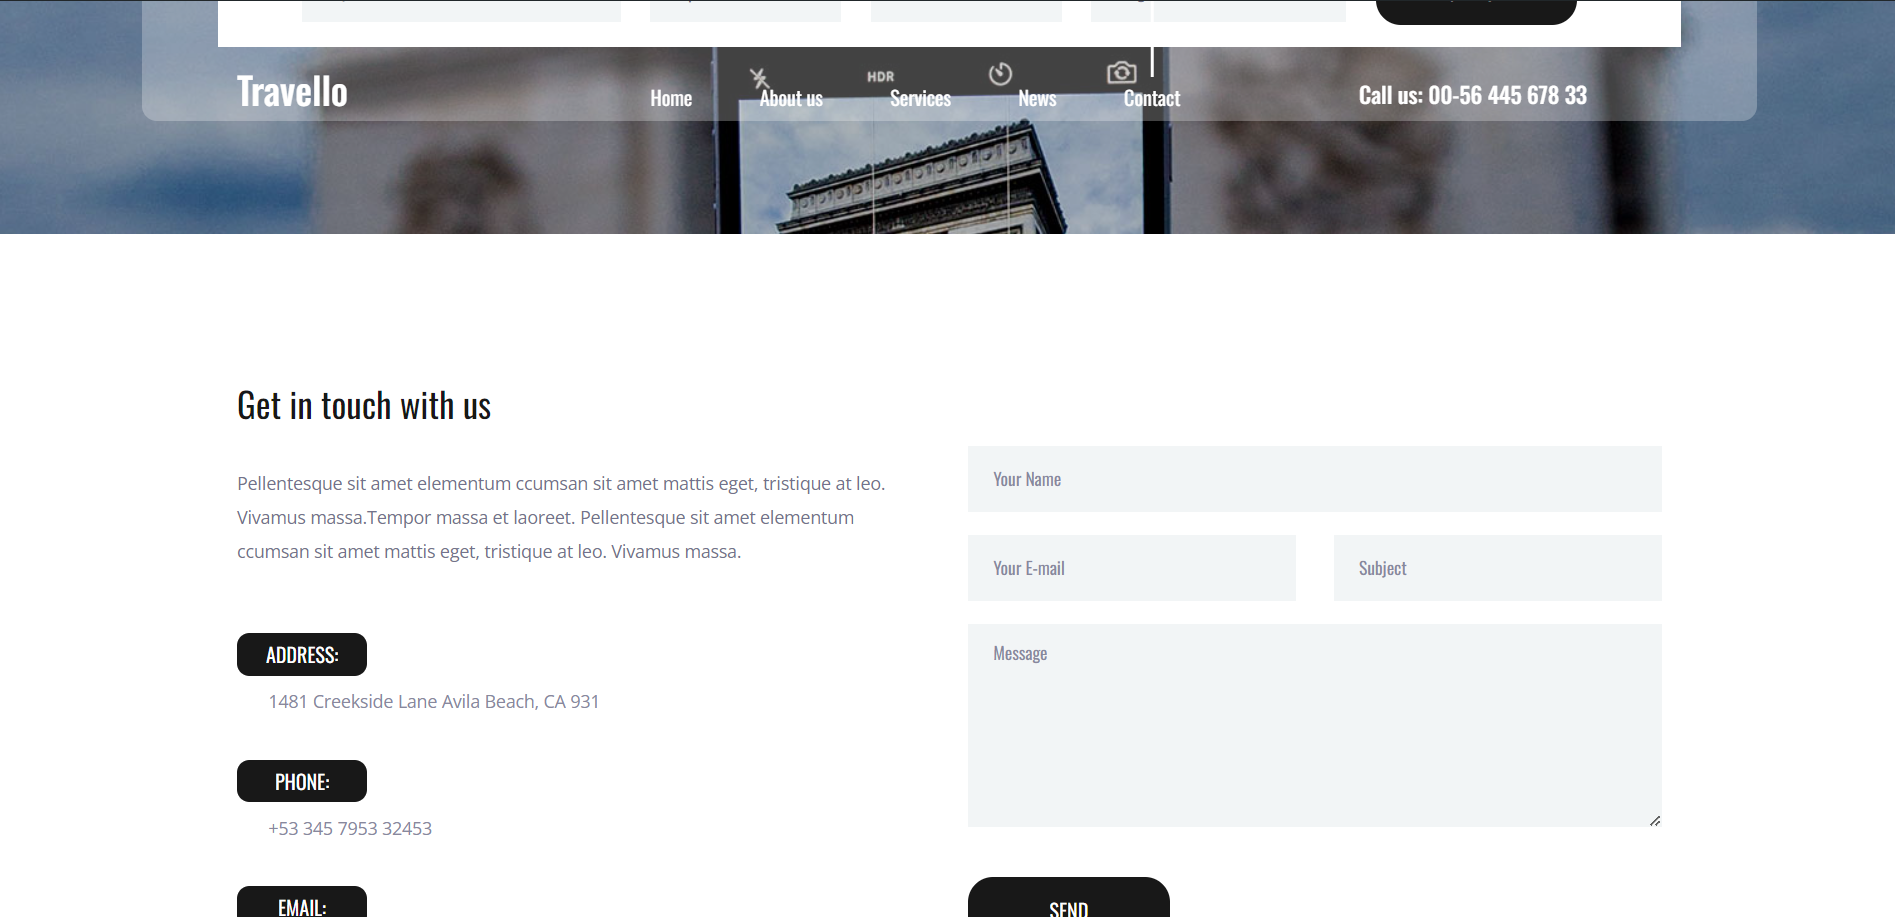 Travello
HDR
Home
About us
Services
News
Contact
Call us: 00-56 445 678 33
Get in touch with us
Pellentesque sit amet elementum ccumsan sit amet mattis eget, tristique at leo.
Vivamus massa.Tempor massa et laoreet. Pellentesque sit amet elementum
ccumsan sit amet mattis eget, tristique at leo. Vivamus massa.
ADDRESS:
1481 Creekside Lane Avila Beach, CA 931
PHONE:
+53 345 7953 32453
EMAIL:
Your Name
Your E-mail
Subject
Message
SEND